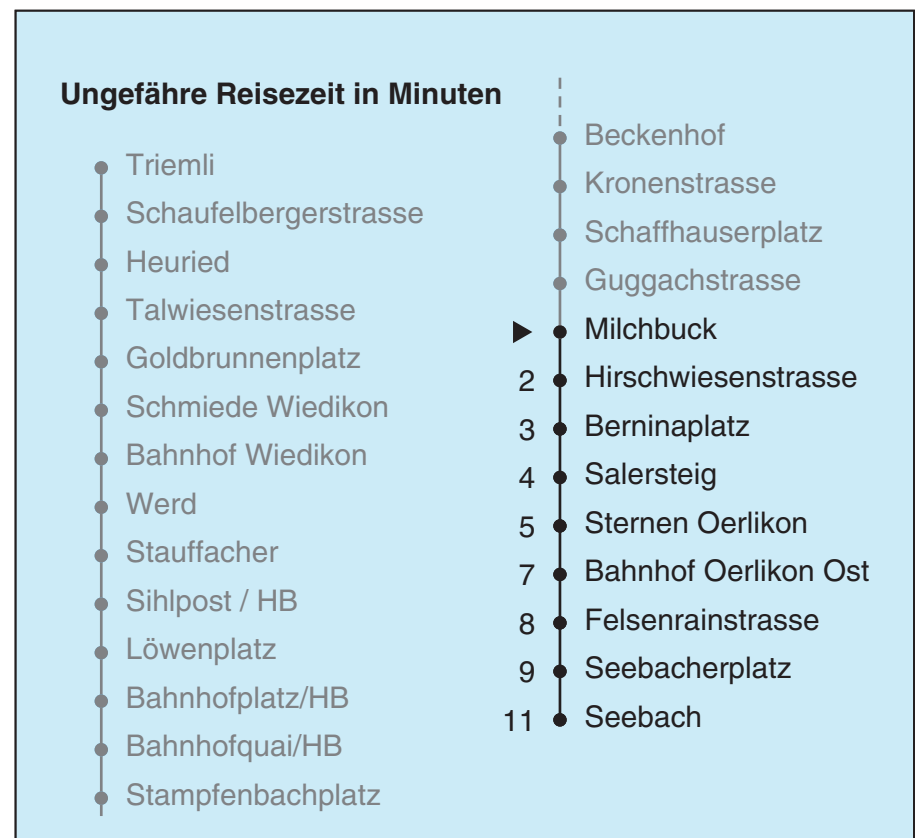 Ungefähre Reisezeit in Minuten
Triemli
Schaufelbergerstrasse
Heuried
Talwiesenstrasse
Goldbrunnenplatz
Schmiede Wiedikon
Bahnhof Wiedikon
Werd
Stauffacher
Sihlpost / HB
Löwenplatz
Bahnhofplatz/HB
Bahnhofquai/HB
Stampfenbachplatz
Beckenhof
Kronenstrasse
Schaffhauserplatz
Guggachstrasse
Milchbuck
2 Hirschwiesenstrasse
3 Berninaplatz
4 Salersteig
5 Sternen Oerlikon
7 Bahnhof Oerlikon Ost
8 Felsenrainstrasse
9 Seebacherplatz
11 Seebach